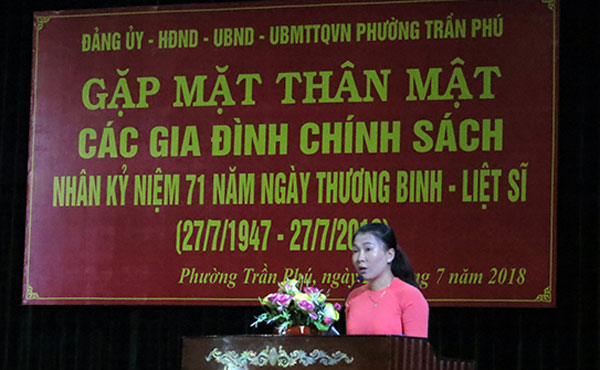 ĐẢNG ỦY - HĐND - UBND - UBMTTQVN PHƯỜNG TRẦN PHÚ
GẶP MẶT THÂN MẬT
CÁC GIA ĐÌNH CHÍNH SÁCH
NHÂN KỶ NIỆM 71 NĂM NGÀY THƯƠNG BINH - LIỆT SĨ
(27/7/1947 - 27/7/201
Phường Trần Phú, ngày 7 năm 2018